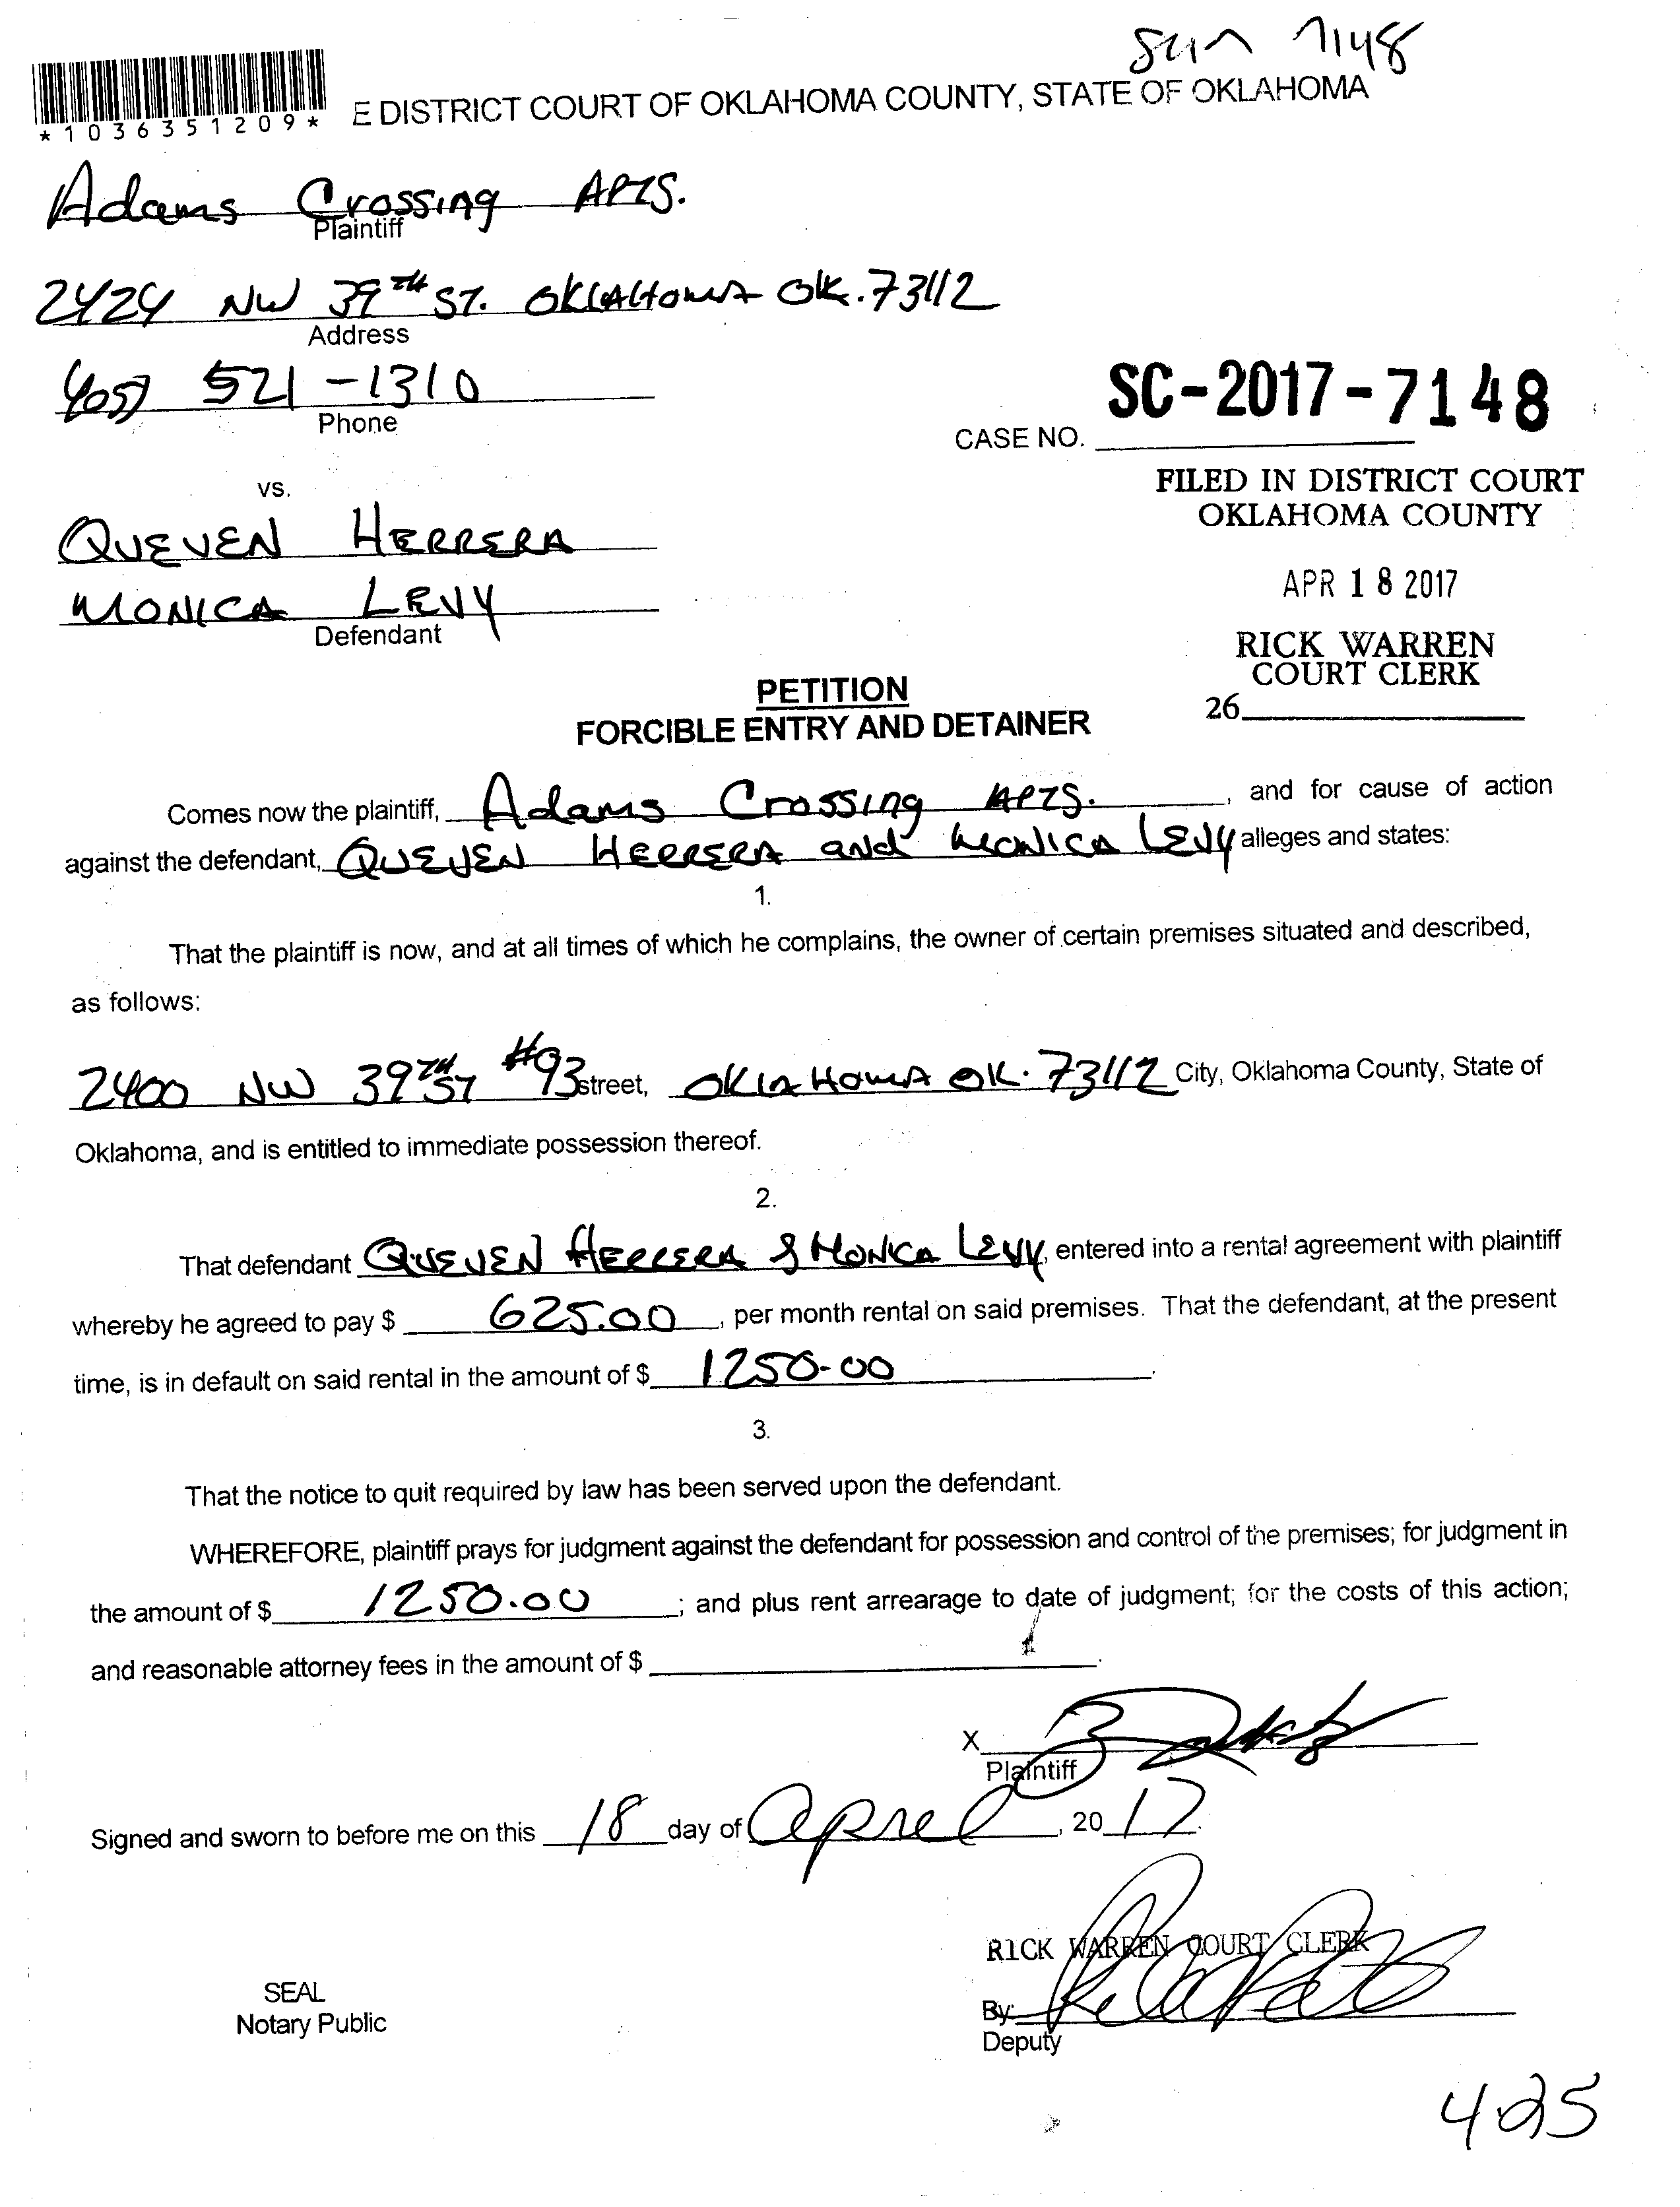 7148
*1036351209*
E DISTRICT COURT OF OKLAHOMA COUNTY, STATE OF OKLAHOMA
Adams Crossing APTS.
Plaintiff
2424 NW 39TH ST. OKLAHOMA OK. 73112
Address
405) 521-1310
Phone
SC-2017-7148
CASE NO.
vs.
FILED IN DISTRICT COURT
OKLAHOMA COUNTY
QUEVEN HERRERA
APR 18 2017
MONICA LEVY
Defendant
RICK WARREN
COURT CLERK
26
PETITION
FORCIBLE ENTRY AND DETAINER
Comes now the plaintiff, Adams Crossing APTS. , and for cause of action
against the defendant, QUEVEN HERRERA and MONICA LEVY alleges and states:
1.
That the plaintiff is now, and at all times of which he complains, the owner of certain premises situated and described,
as follows:
2400 NW 39TH ST #93 street, OKLAHOMA OK. 73112 City, Oklahoma County, State of
Oklahoma, and is entitled to immediate possession thereof.
2.
That defendant QUEVEN HERRERA & MONICA LEVY, entered into a rental agreement with plaintiff
whereby he agreed to pay $ 625.00 , per month rental on said premises. That the defendant, at the present
time, is in default on said rental in the amount of $ 1250-00 .
3.
That the notice to quit required by law has been served upon the defendant.
WHEREFORE, plaintiff prays for judgment against the defendant for possession and control of the premises; for judgment in
the amount of $ 1250.00 ; and plus rent arrearage to date of judgment; for the costs of this action;
and reasonable attorney fees in the amount of $ .
X
Plaintiff
Signed and sworn to before me on this 18 day of April , 2017.
RICK WARREN COURT CLERK
SEAL
Notary Public
By:
Deputy
425